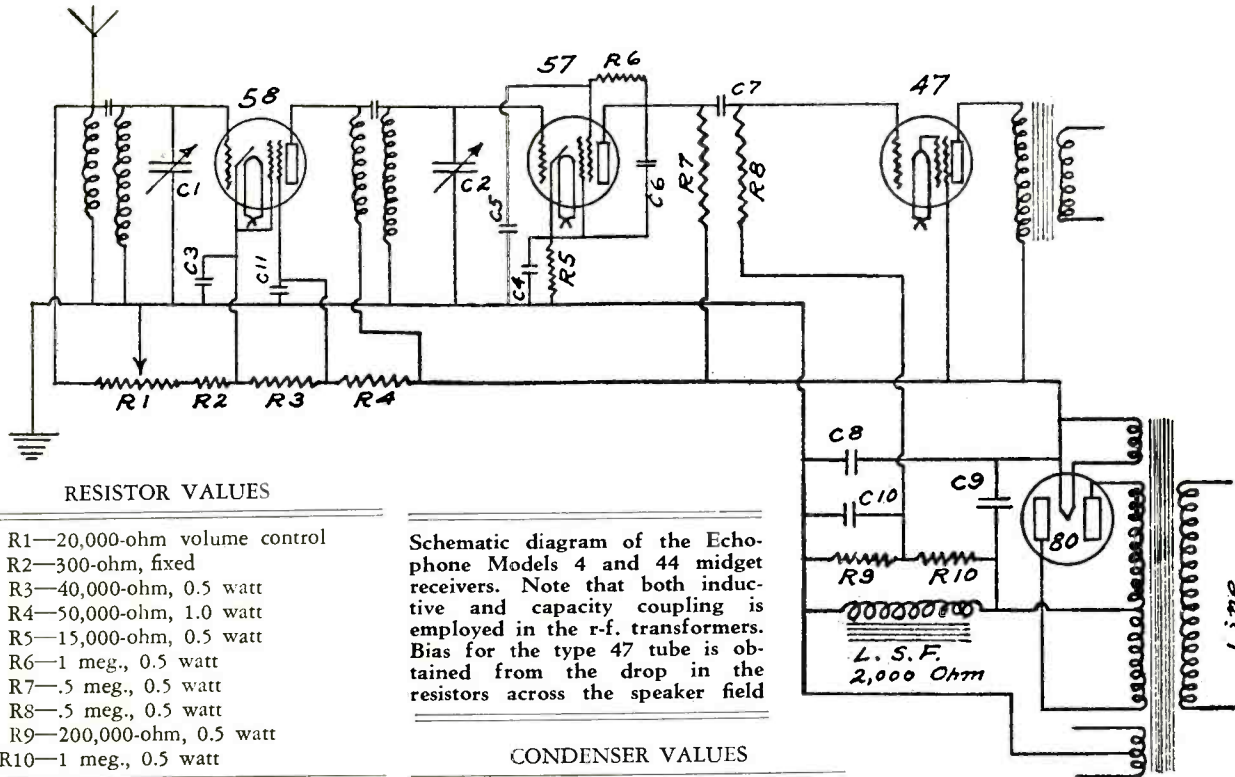 58
57
R6
C7
47
C1
C2
C5
C6
R7
R8
C3
C11
C4
R5
R1
R2
R3
R4
C8
C9
C10
80
R9
R10
L. S. F.
2,000 Ohm
RESISTOR VALUES
R1—20,000-ohm volume control
R2—300-ohm, fixed
R3—40,000-ohm, 0.5 watt
R4—50,000-ohm, 1.0 watt
R5—15,000-ohm, 0.5 watt
R6—1 meg., 0.5 watt
R7—.5 meg., 0.5 watt
R8—.5 meg., 0.5 watt
R9—200,000-ohm, 0.5 watt
R10—1 meg., 0.5 watt
Schematic diagram of the Echo-
phone Models 4 and 44 midget
receivers. Note that both induc-
tive and capacity coupling is
employed in the r-f. transformers.
Bias for the type 47 tube is ob-
tained from the drop in the
resistors across the speaker field
CONDENSER VALUES